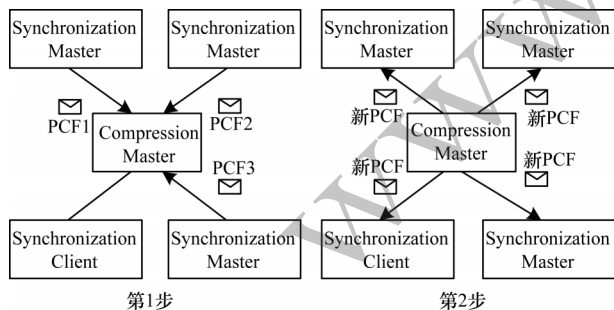 Synchronization
Master
Synchronization
Master
PCF1
PCF2
Compression
Master
PCF3
Synchronization
Client
Synchronization
Master
第1步
Synchronization
Master
Synchronization
Master
新PCF
新PCF
Compression
Master
新PCF
新PCF
Synchronization
Client
Synchronization
Master
第2步
WWW